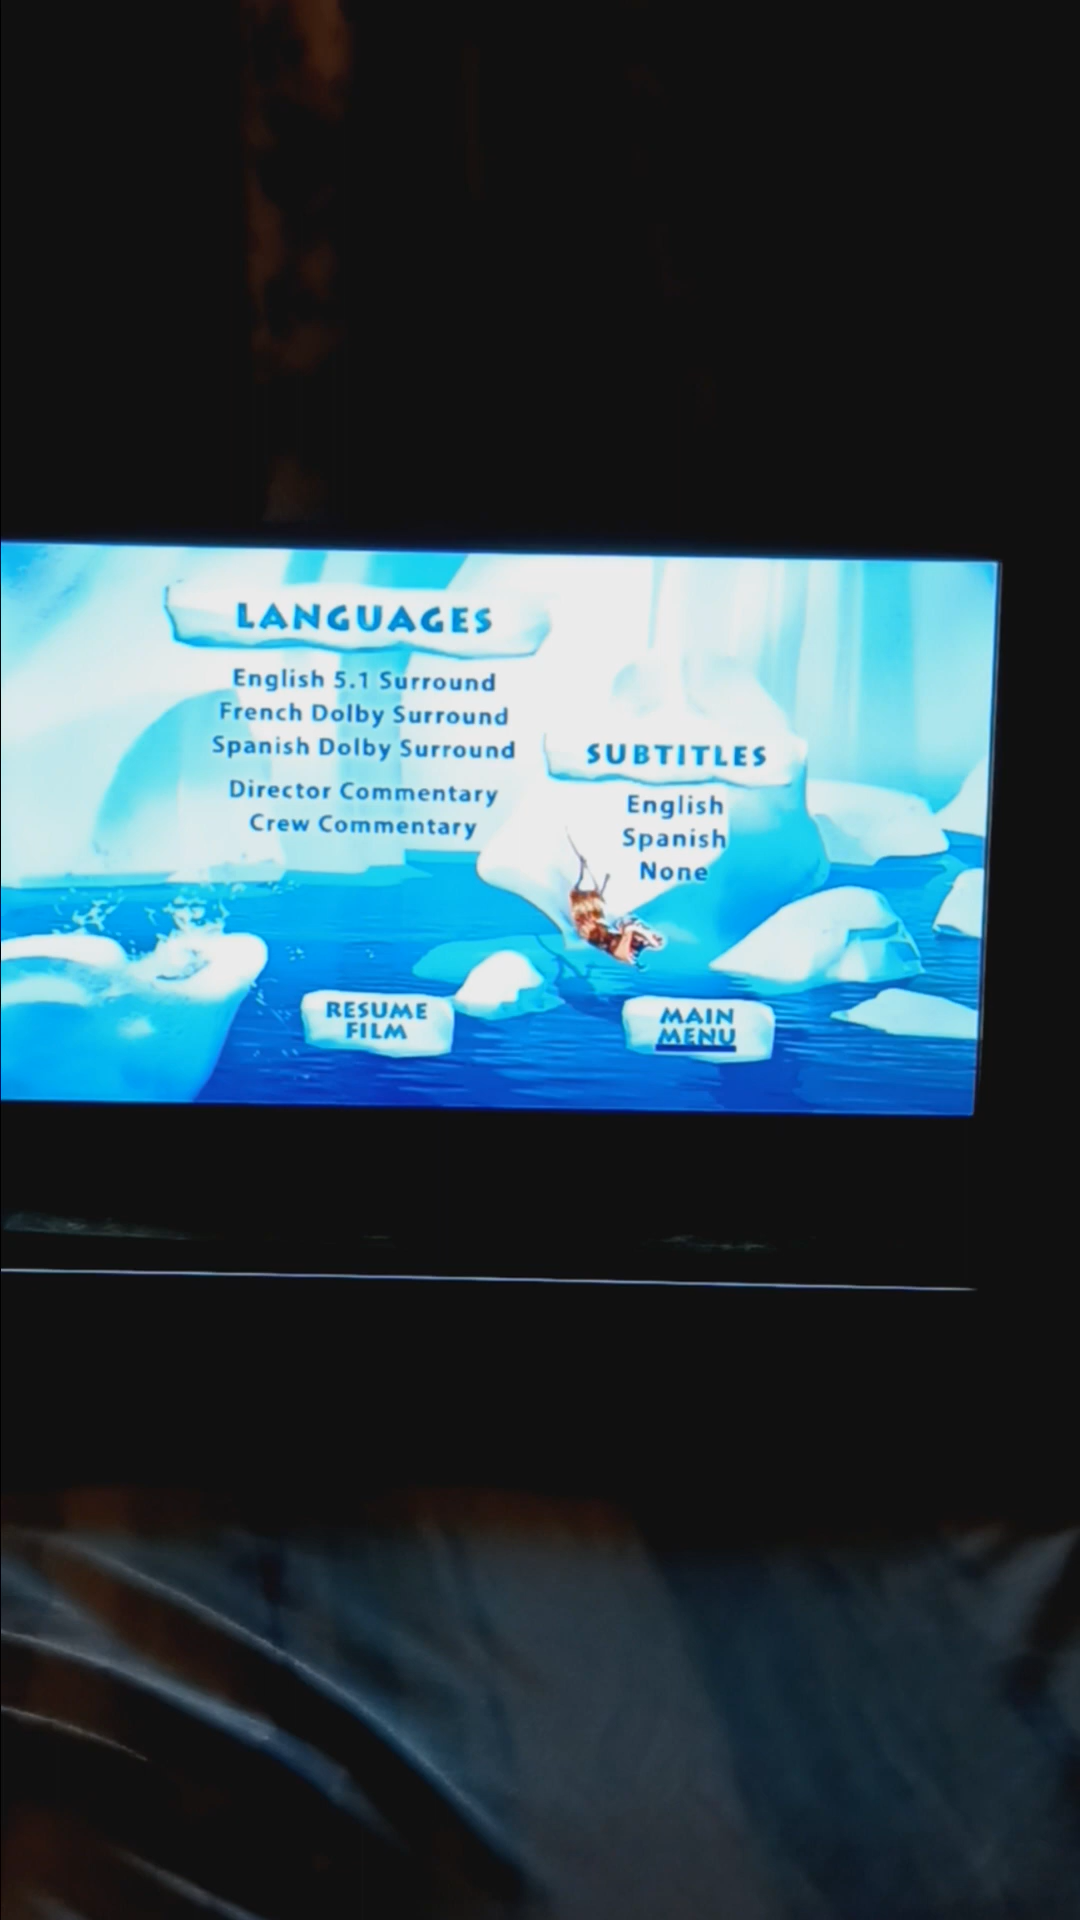 LANGUAGES
English 5.1 Surround
French Dolby Surround
Spanish Dolby Surround
Director Commentary
Crew Commentary
SUBTITLES
English
Spanish
None
RESUME
FILM
MAIN
MENU